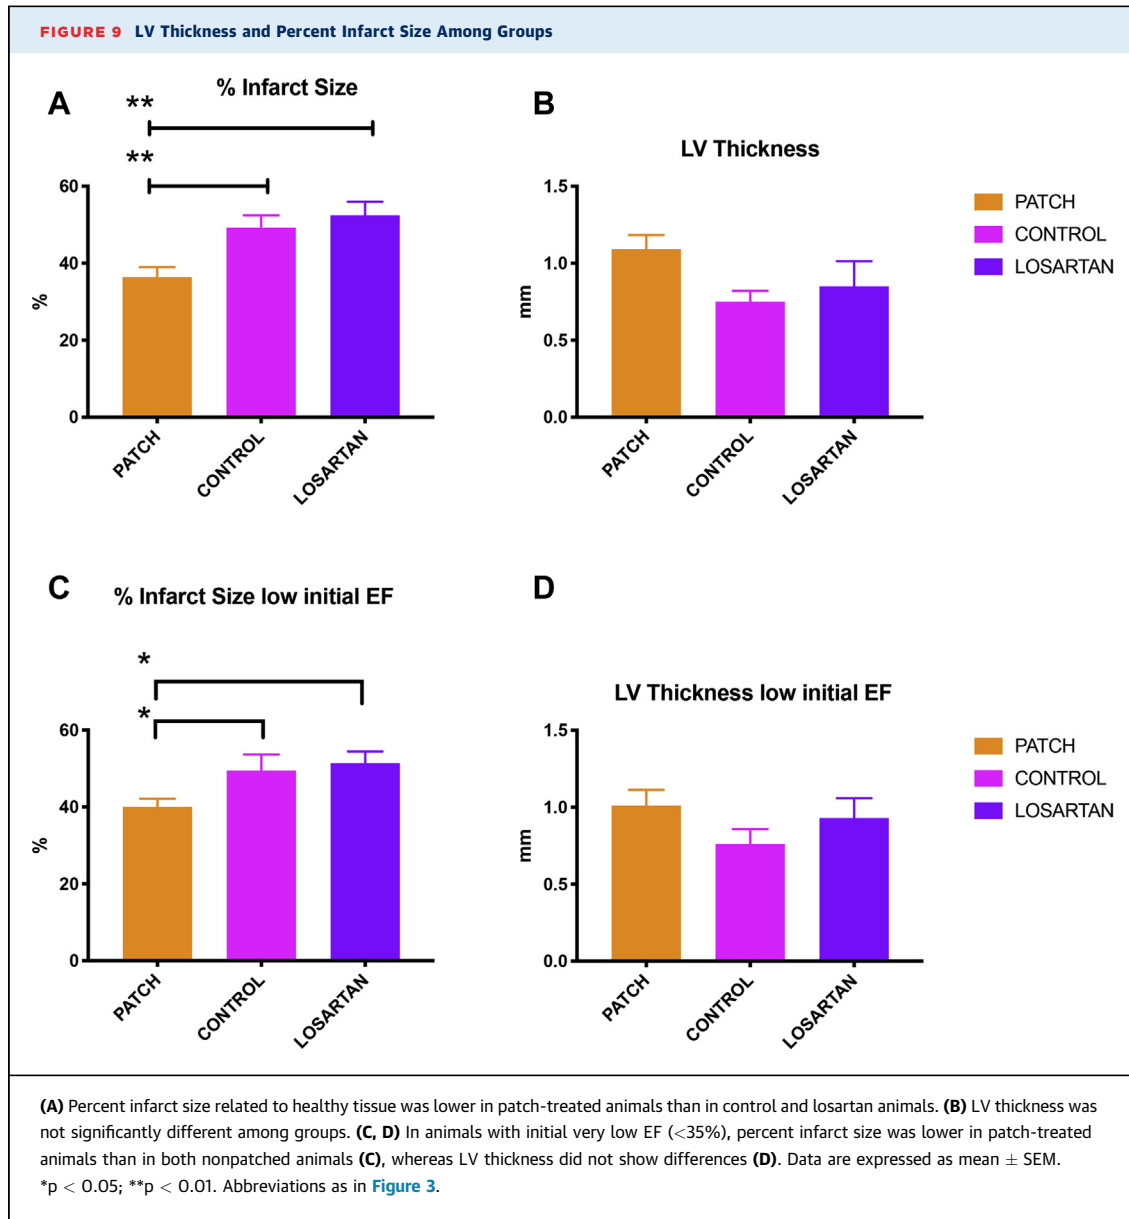 FIGURE 9 LV Thickness and Percent Infarct Size Among Groups
A
% Infarct Size
**
**
60
40
20
0
%
PATCH
CONTROL
LOSARTAN
B
LV Thickness
1.5
1.0
0.5
0.0
mm
PATCH
CONTROL
LOSARTAN
PATCH
CONTROL
LOSARTAN
C
% Infarct Size low initial EF
*
*
60
40
20
0
%
PATCH
CONTROL
LOSARTAN
D
LV Thickness low initial EF
1.5
1.0
0.5
0.0
mm
PATCH
CONTROL
LOSARTAN
PATCH
CONTROL
LOSARTAN
(A) Percent infarct size related to healthy tissue was lower in patch-treated animals than in control and losartan animals. (B) LV thickness was
not significantly different among groups. (C, D) In animals with initial very low EF (<35%), percent infarct size was lower in patch-treated
animals than in both nonpatched animals (C), whereas LV thickness did not show differences (D). Data are expressed as mean ± SEM.
*p < 0.05; **p < 0.01. Abbreviations as in Figure 3.